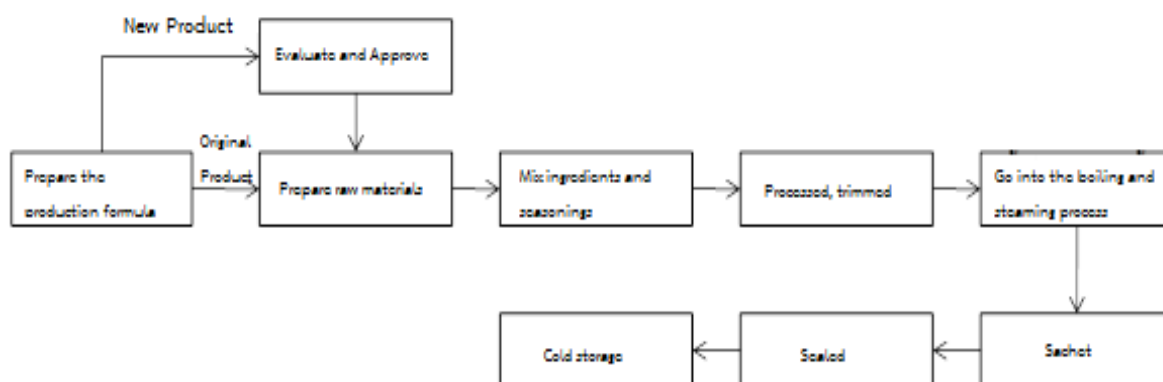 New Product
Evaluate and Approve
Original
Product
Prepare the
production formula
Prepare raw materials
Mix ingredients and
seasonings
Processed, trimmed
Go into the boiling and
steaming process
Cold storage
Sealed
Sachet